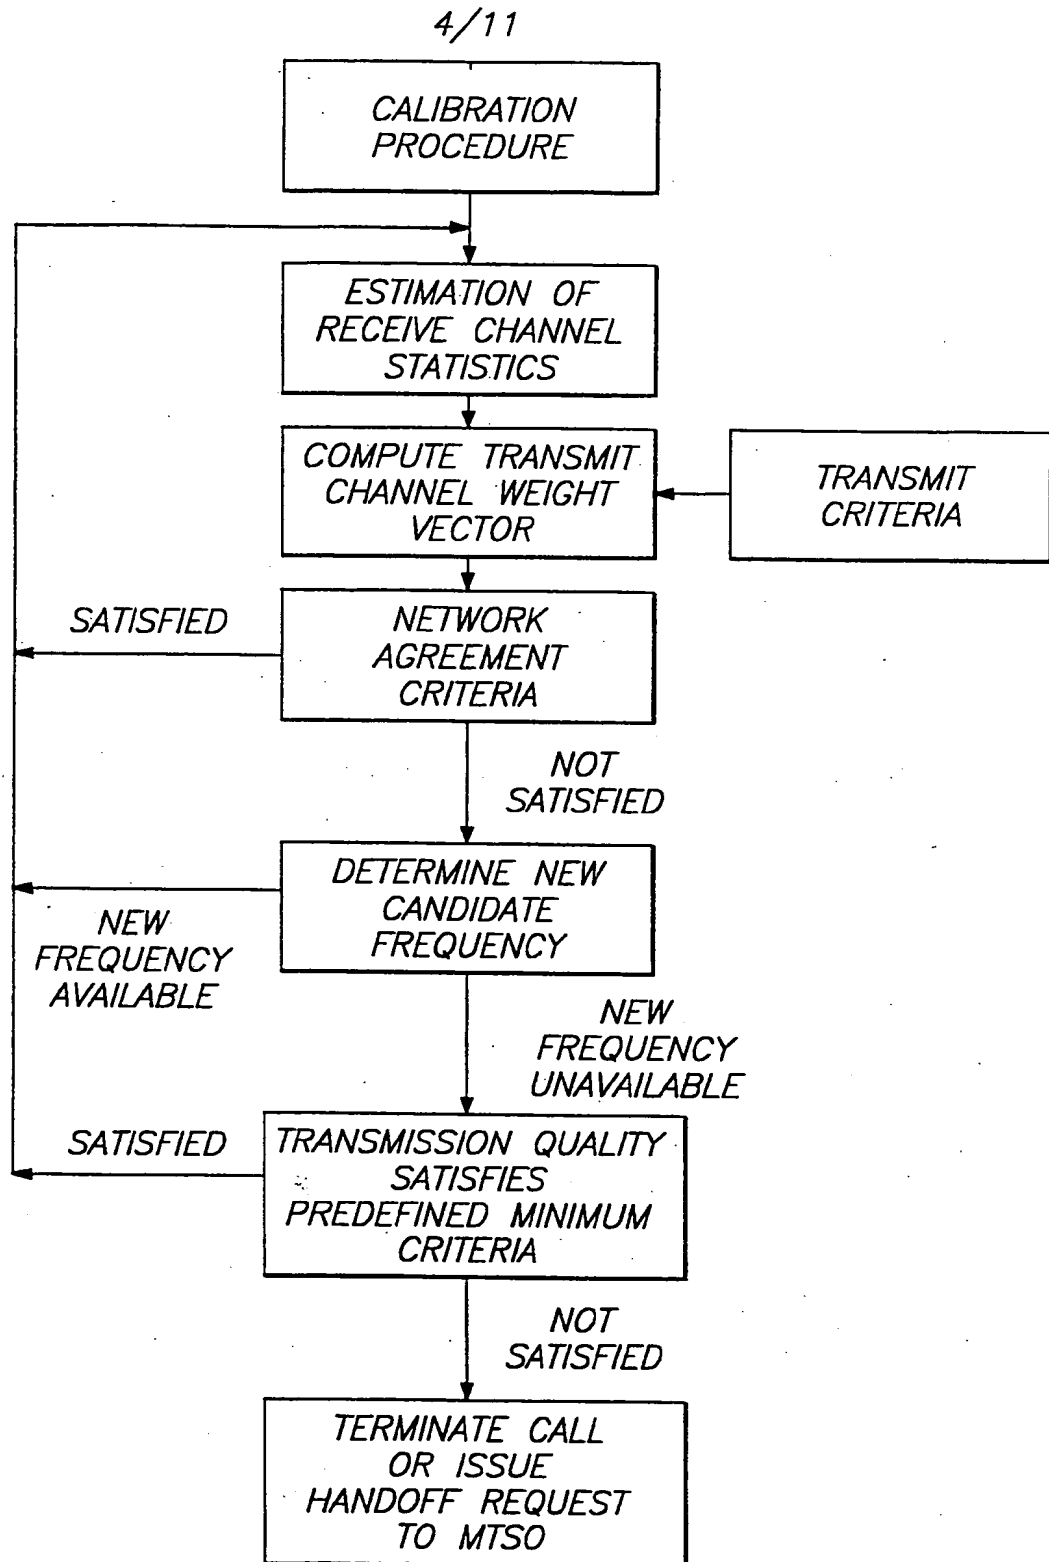 4/11
CALIBRATION
PROCEDURE
ESTIMATION OF
RECEIVE CHANNEL
STATISTICS
COMPUTE TRANSMIT
CHANNEL WEIGHT
VECTOR
TRANSMIT
CRITERIA
SATISFIED
NETWORK
AGREEMENT
CRITERIA
NOT
SATISFIED
DETERMINE NEW
CANDIDATE
FREQUENCY
NEW
FREQUENCY
AVAILABLE
NEW
FREQUENCY
UNAVAILABLE
SATISFIED
TRANSMISSION QUALITY
SATISFIES
PREDEFINED MINIMUM
CRITERIA
NOT
SATISFIED
TERMINATE CALL
OR ISSUE
HANDOFF REQUEST
TO MTSO